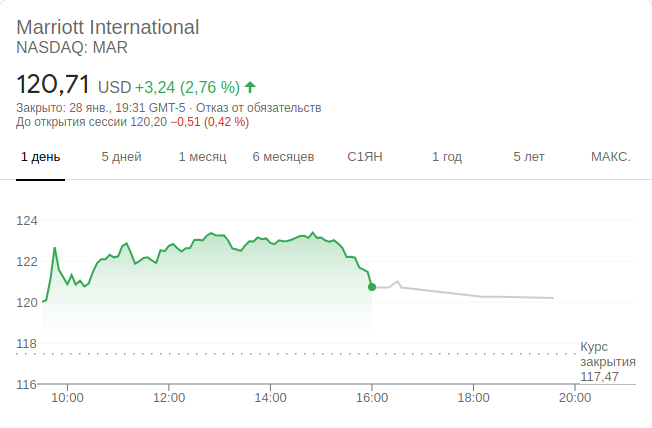 Marriott International
NASDAQ: MAR
120,71 USD +3,24 (2,76 %)
Закрыто: 28 янв., 19:31 GMT-5 · Отказ от обязательств
До открытия сессии 120,20 −0,51 (0,42 %)
1 день 5 дней 1 месяц 6 месяцев С1ЯН 1 год 5 лет МАКС.
124
122
120
118
116
Курс
закрытия
117,47
10:00 12:00 14:00 16:00 18:00 20:00